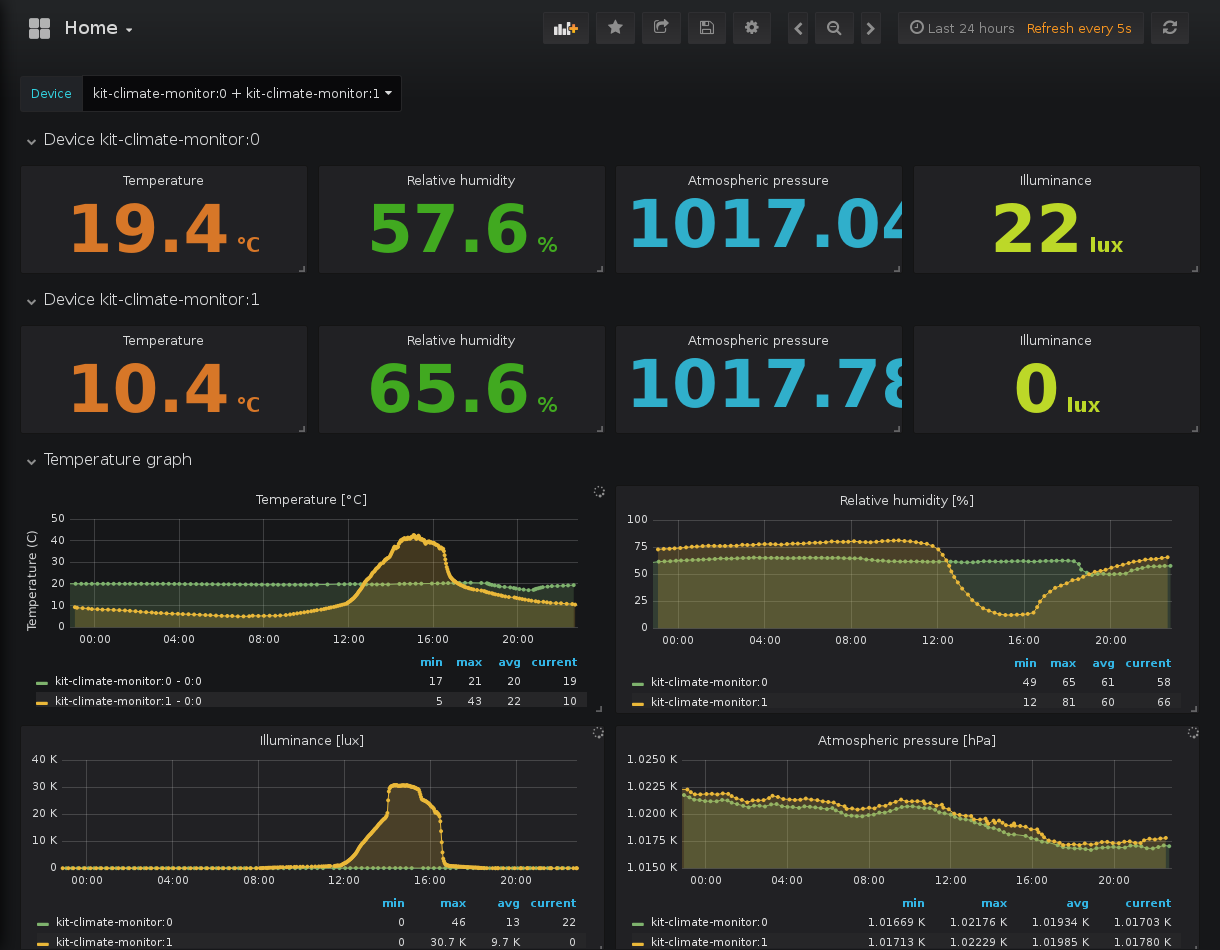 Home
Last 24 hours Refresh every 5s
Device kit-climate-monitor:0 + kit-climate-monitor:1
Device kit-climate-monitor:0
Temperature Relative humidity Atmospheric pressure Illuminance
19.4 °C 57.6 % 1017.04 22 lux
Device kit-climate-monitor:1
Temperature Relative humidity Atmospheric pressure Illuminance
10.4 °C 65.6 % 1017.78 0 lux
Temperature graph
Temperature [°C]
Temperature (C)
50
40
30
20
10
0
00:00 04:00 08:00 12:00 16:00 20:00
min max avg current
kit-climate-monitor:0 - 0:0 17 21 20 19
kit-climate-monitor:1 - 0:0 5 43 22 10
Relative humidity [%]
100
75
50
25
0
00:00 04:00 08:00 12:00 16:00 20:00
min max avg current
kit-climate-monitor:0 49 65 61 58
kit-climate-monitor:1 12 81 60 66
Illuminance [lux]
40 K
30 K
20 K
10 K
0
00:00 04:00 08:00 12:00 16:00 20:00
min max avg current
kit-climate-monitor:0 0 46 13 22
kit-climate-monitor:1 0 30.7 K 9.7 K 0
Atmospheric pressure [hPa]
1.0250 K
1.0225 K
1.0200 K
1.0175 K
1.0150 K
00:00 04:00 08:00 12:00 16:00 20:00
min max avg current
kit-climate-monitor:0 1.01669 K 1.02176 K 1.01934 K 1.01703 K
kit-climate-monitor:1 1.01713 K 1.02229 K 1.01985 K 1.01780 K